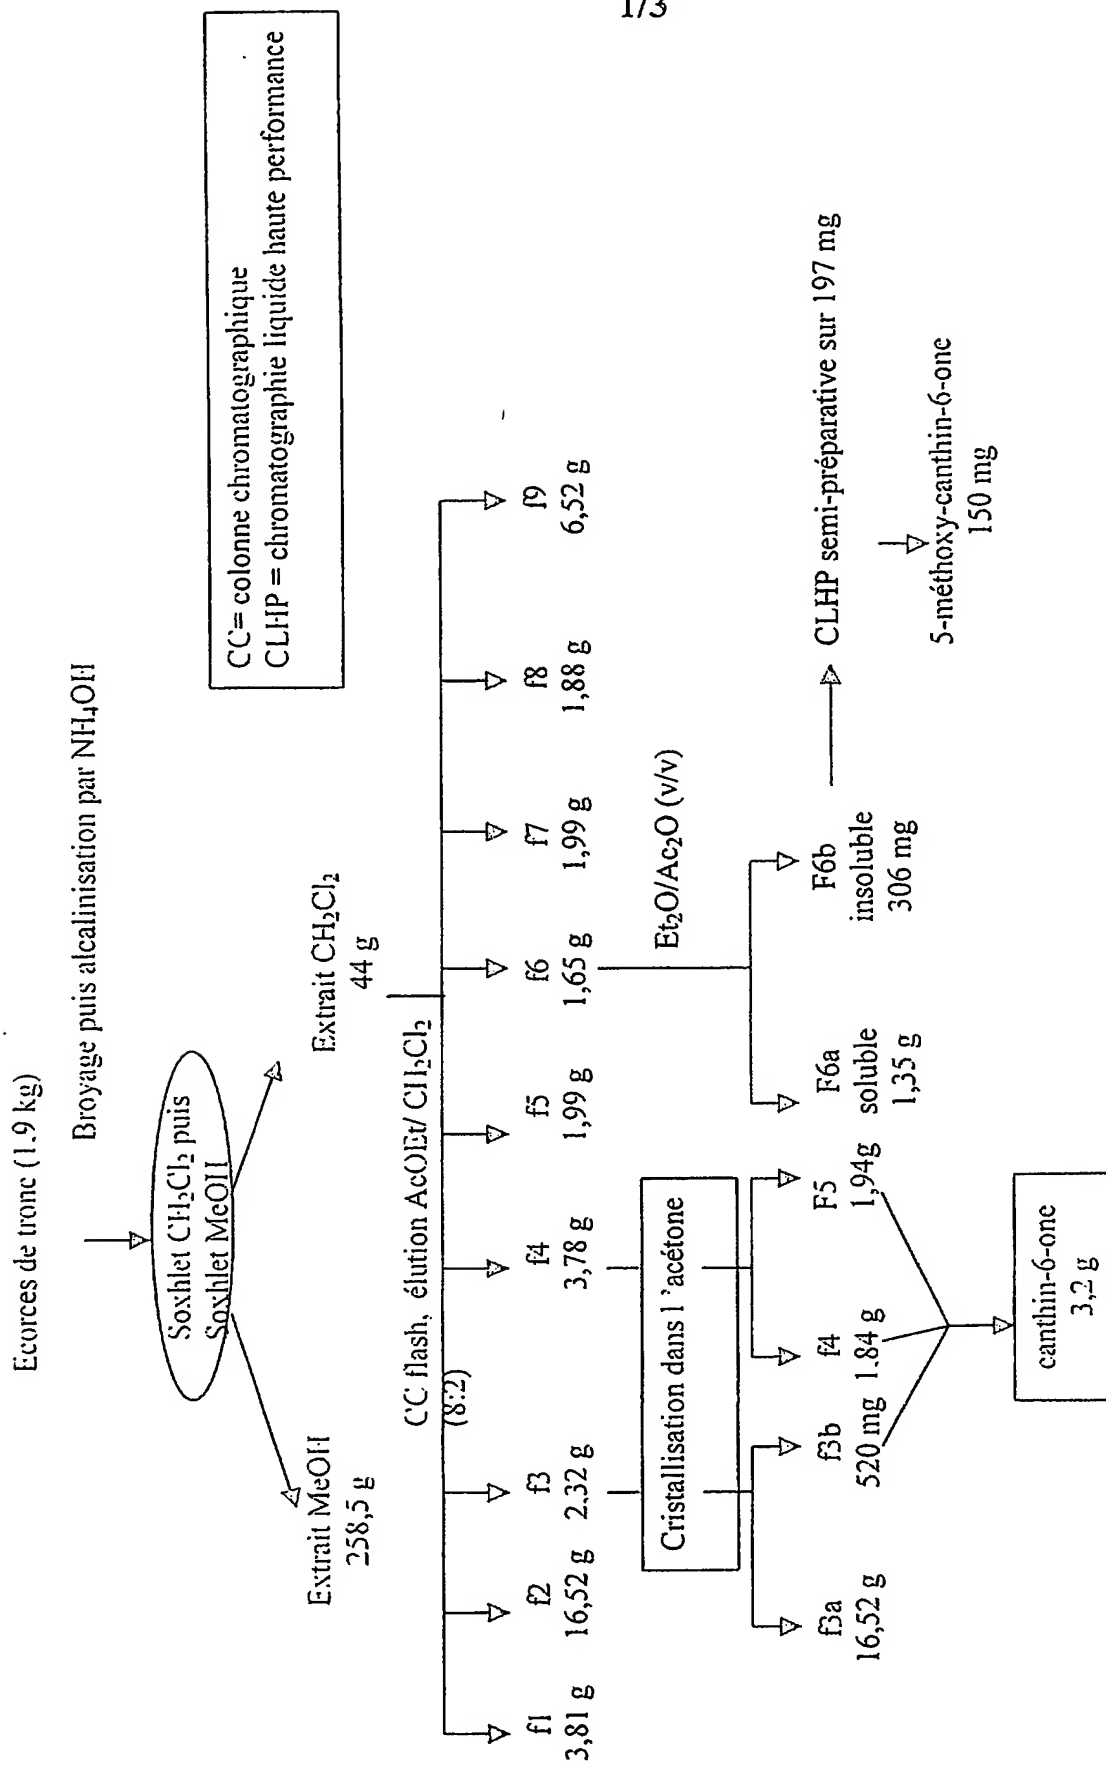 1/3
Ecorces de tronc (1.9 kg)
Broyage puis alcalinisation par NH₄OH
Soxhlet CH₂Cl₂ puis
Soxhlet MeOH
Extrait MeOH
258,5 g
Extrait CH₂Cl₂
44 g
CC= colonne chromatographique
CLHP = chromatographie liquide haute performance
CC flash, élution AcOEt/ CH₂Cl₂
(8:2)
f1
3,81 g
f2
16,52 g
f3
2,32 g
f4
3,78 g
f5
1,99 g
f6
1,65 g
f7
1,99 g
f8
1,88 g
f9
6,52 g
Cristallisation dans l 'acétone
Et₂O/Ac₂O (v/v)
f3a
16,52 g
f3b
520 mg
f4
1.84 g
F5
1,94g
F6a
soluble
1,35 g
F6b
insoluble
306 mg
CLHP semi-préparative sur 197 mg
5-méthoxy-canthin-6-one
150 mg
canthin-6-one
3,2 g